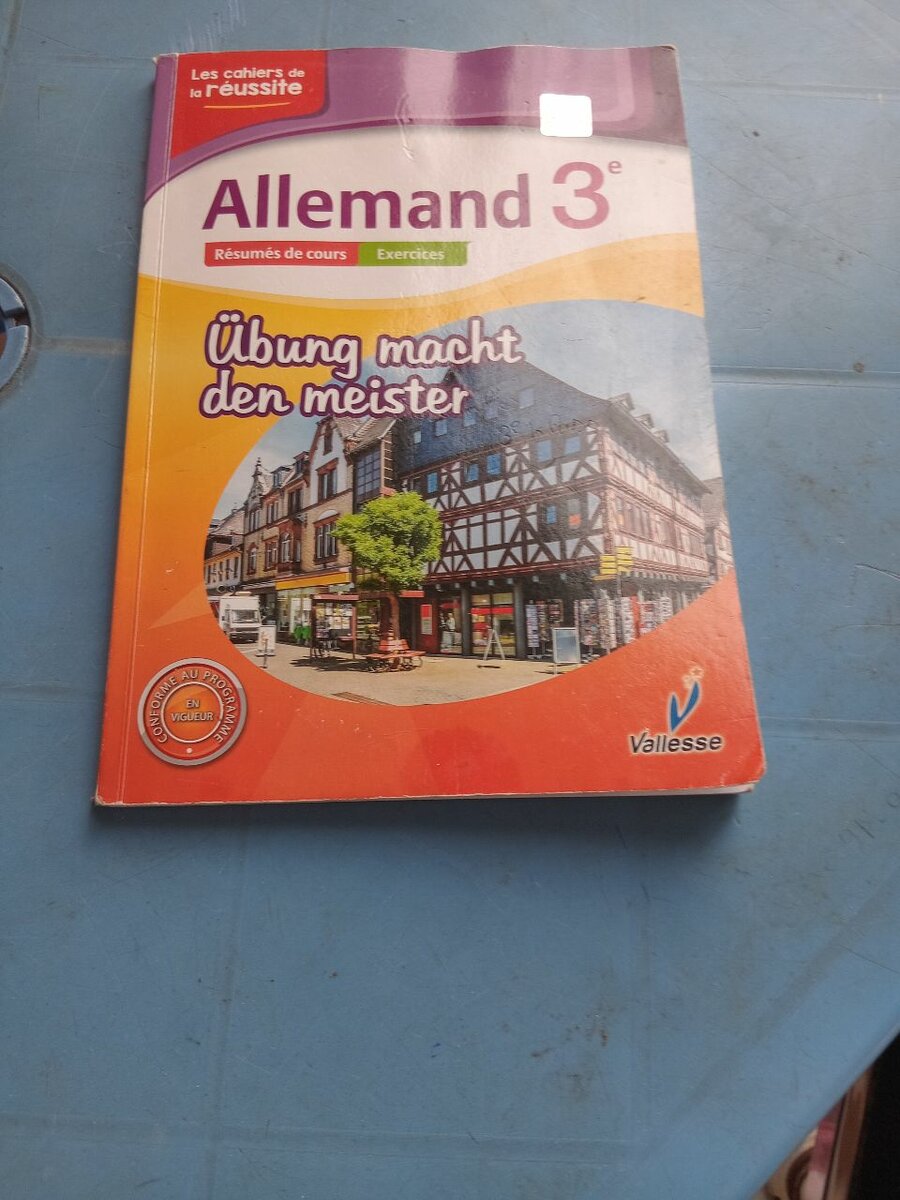 Les cahiers de
la réussite
Allemand 3e
Résumés de cours Exercices
Übung macht
den meister
CONFORME AU PROGRAMME
EN
VIGUEUR
Vallesse